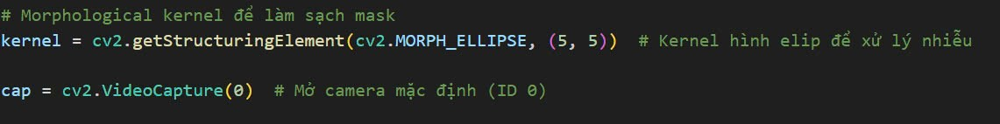 # Morphological kernel để làm sạch mask
kernel = cv2.getStructuringElement(cv2.MORPH_ELLIPSE, (5, 5))  # Kernel hình elip để xử lý nhiễu
cap = cv2.VideoCapture(0)  # Mở camera mặc định (ID 0)